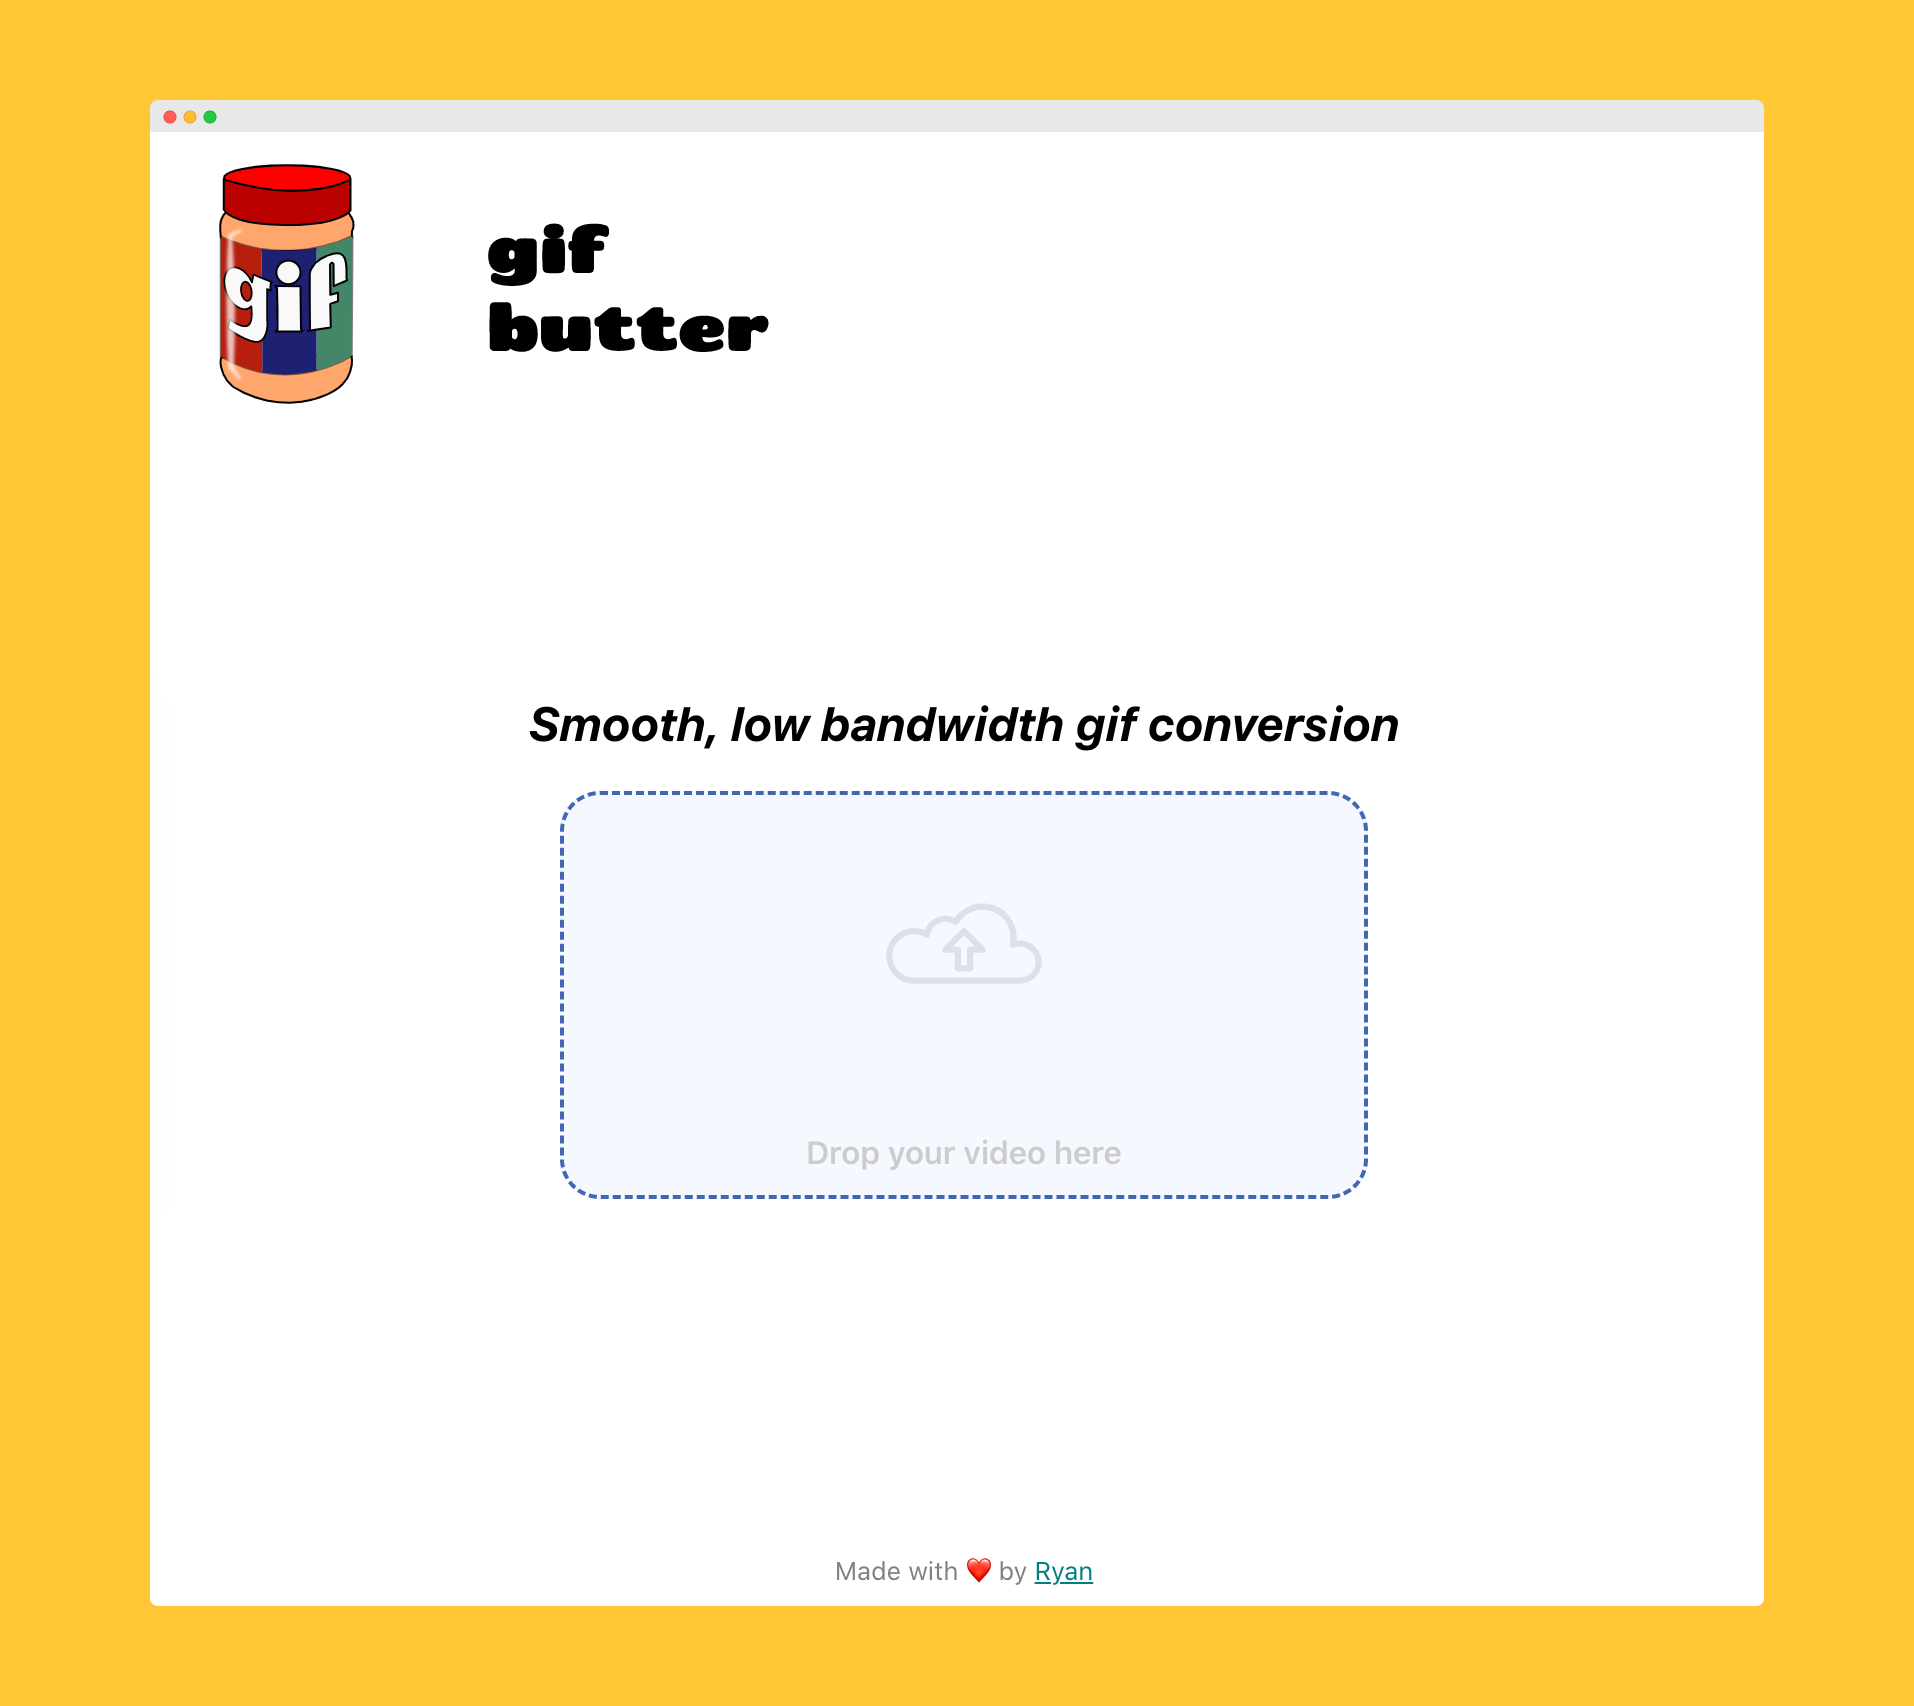 gif
gif
butter
Smooth, low bandwidth gif conversion
Drop your video here
Made with ❤️ by Ryan